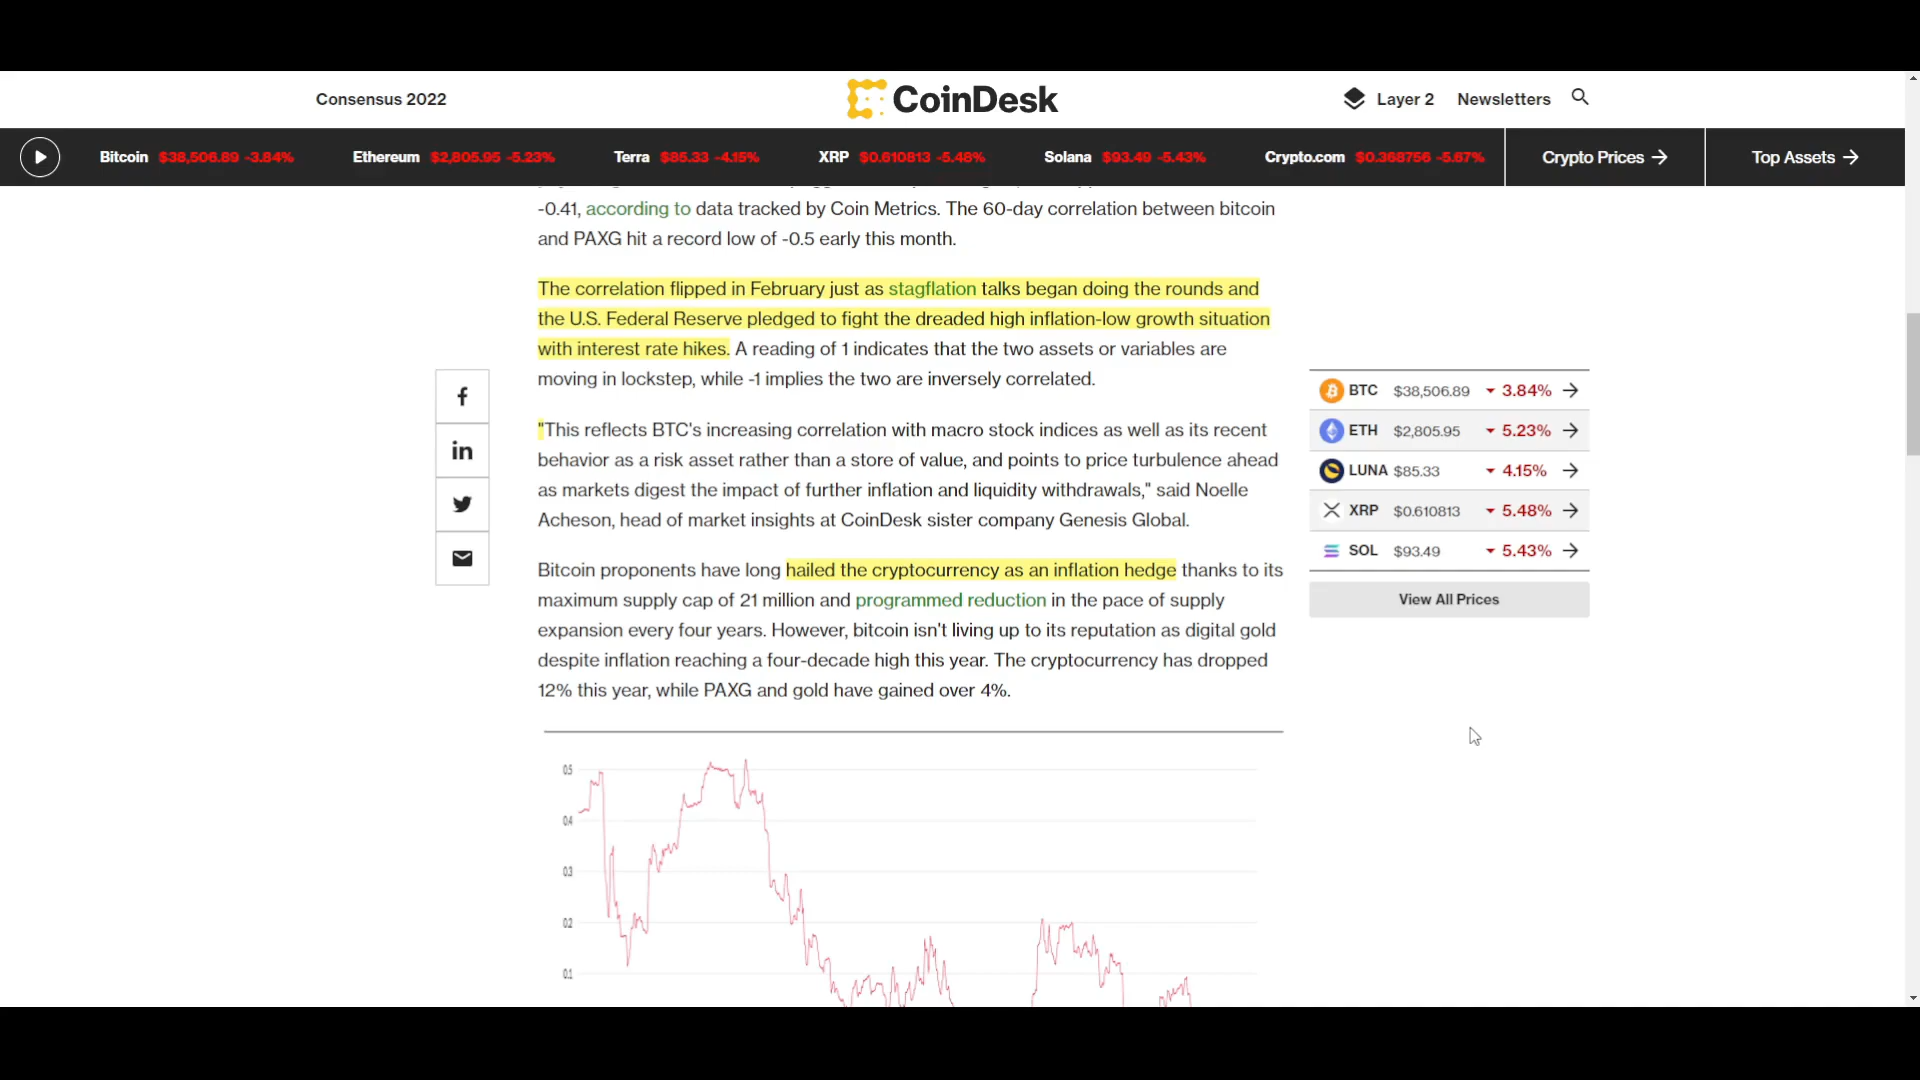 Consensus 2022
CoinDesk
Layer 2 Newsletters
Bitcoin $38,506.89 -3.84% Ethereum $2,805.95 -5.23% Terra $85.33 -4.15% XRP $0.610813 -5.48% Solana $93.49 -5.43% Crypto.com $0.368756 -5.67% Crypto Prices → Top Assets →
-0.41, according to data tracked by Coin Metrics. The 60-day correlation between bitcoin
and PAXG hit a record low of -0.5 early this month.
The correlation flipped in February just as stagflation talks began doing the rounds and
the U.S. Federal Reserve pledged to fight the dreaded high inflation-low growth situation
with interest rate hikes. A reading of 1 indicates that the two assets or variables are
moving in lockstep, while -1 implies the two are inversely correlated.
"This reflects BTC's increasing correlation with macro stock indices as well as its recent
behavior as a risk asset rather than a store of value, and points to price turbulence ahead
as markets digest the impact of further inflation and liquidity withdrawals," said Noelle
Acheson, head of market insights at CoinDesk sister company Genesis Global.
Bitcoin proponents have long hailed the cryptocurrency as an inflation hedge thanks to its
maximum supply cap of 21 million and programmed reduction in the pace of supply
expansion every four years. However, bitcoin isn't living up to its reputation as digital gold
despite inflation reaching a four-decade high this year. The cryptocurrency has dropped
12% this year, while PAXG and gold have gained over 4%.
BTC $38,506.89 3.84% →
ETH $2,805.95 5.23% →
LUNA $85.33 4.15% →
XRP $0.610813 5.48% →
SOL $93.49 5.43% →
View All Prices
0.5
0.4
0.3
0.2
0.1